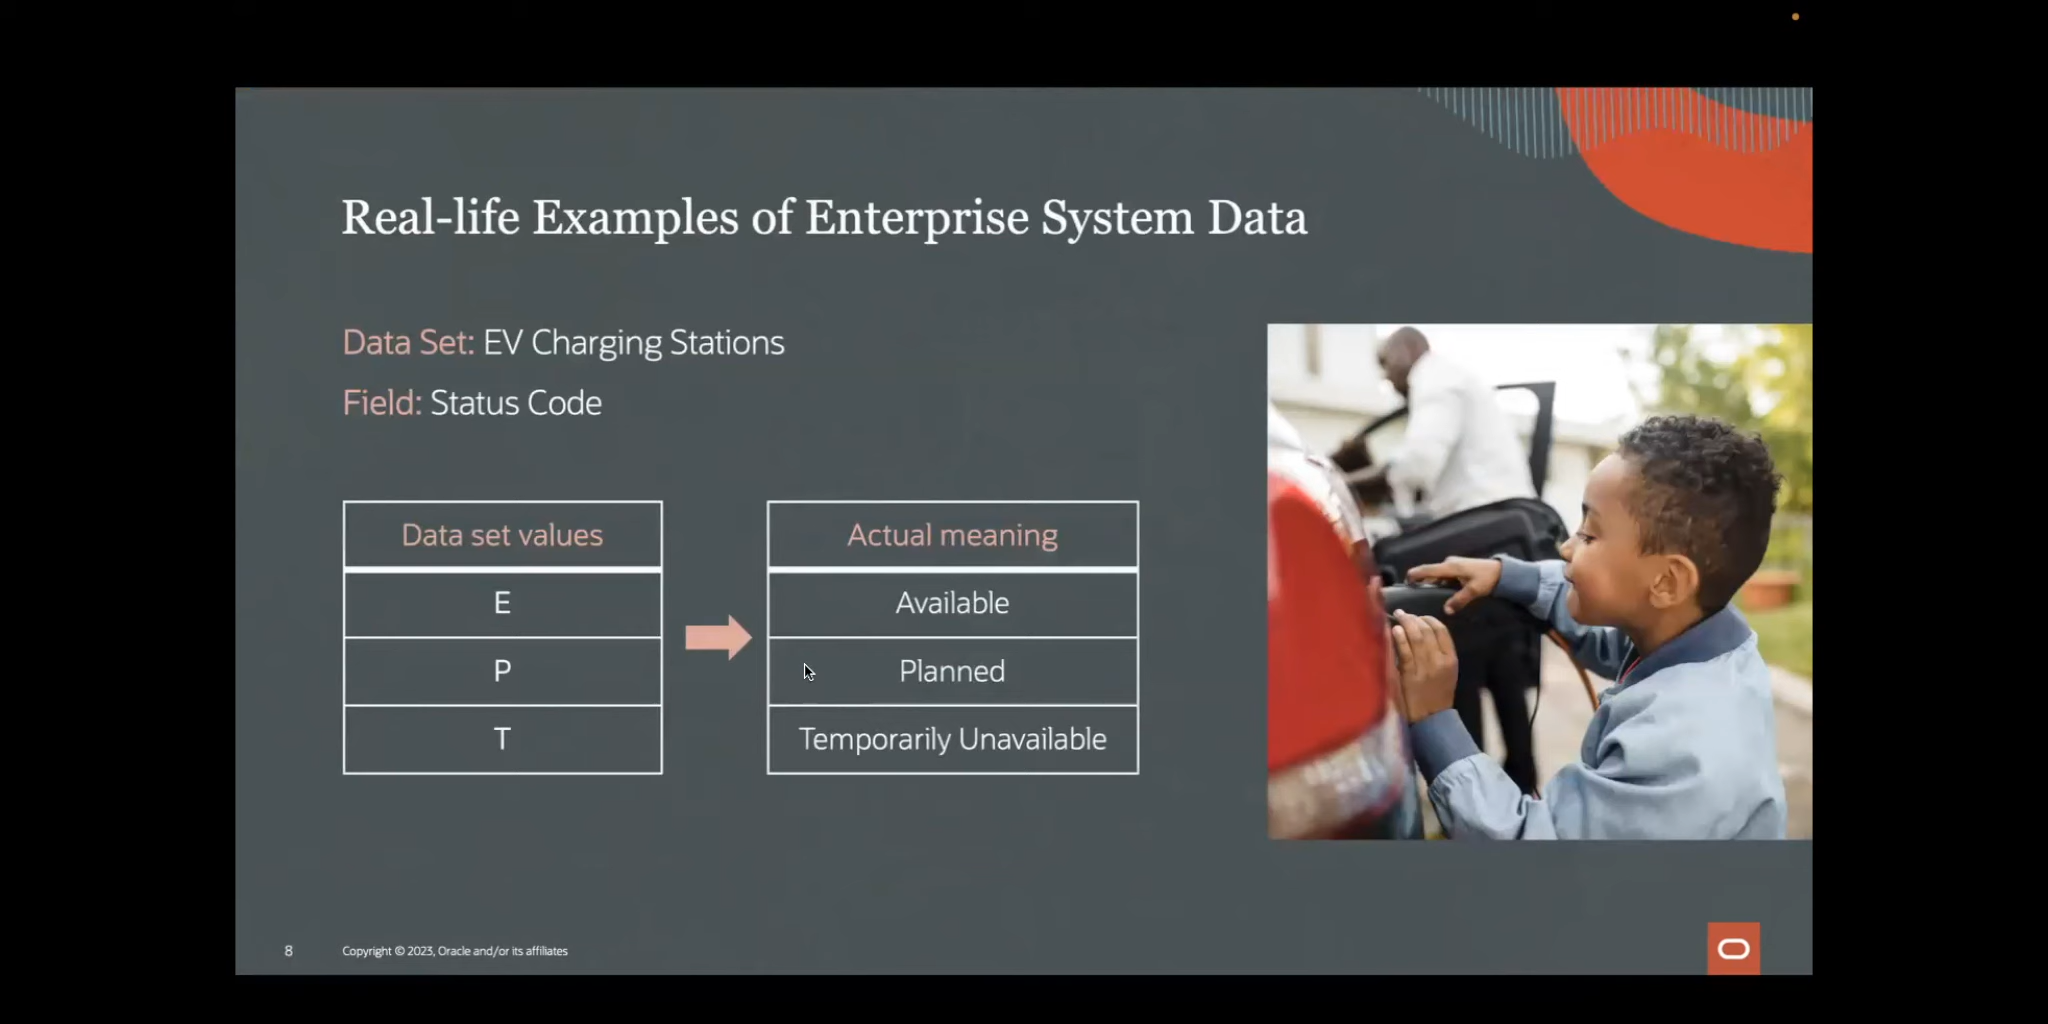 Real-life Examples of Enterprise System Data
Data Set: EV Charging Stations
Field: Status Code
Data set values
E
P
T
Actual meaning
Available
Planned
Temporarily Unavailable
8
Copyright © 2023, Oracle and/or its affiliates